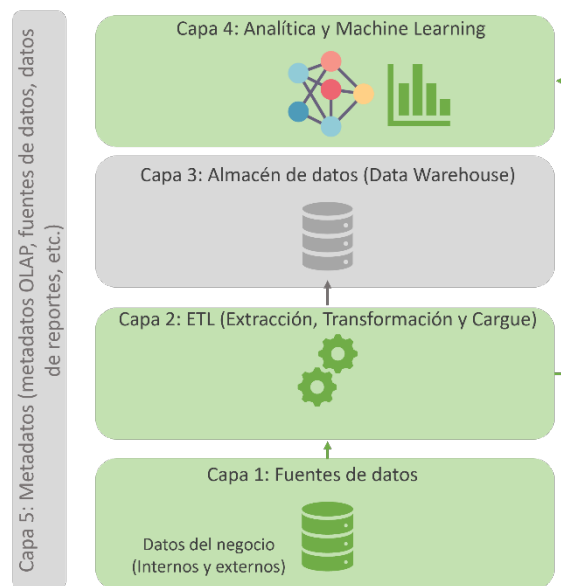 Capa 4: Analítica y Machine Learning
Capa 3: Almacén de datos (Data Warehouse)
Capa 2: ETL (Extracción, Transformación y Cargue)
Capa 1: Fuentes de datos
Datos del negocio
(Internos y externos)
Capa 5: Metadatos (metadatos OLAP, fuentes de datos, datos
de reportes, etc.)